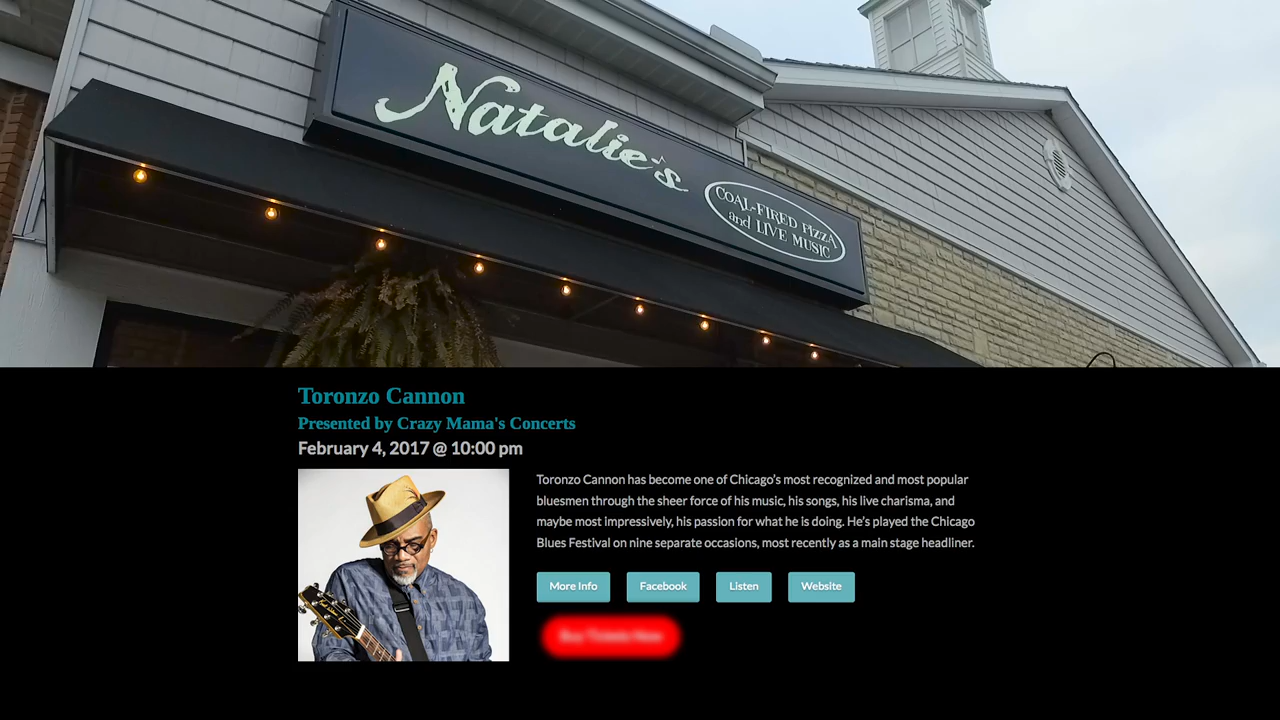 Natalie's
COAL-FIRED PIZZA
and LIVE MUSIC
Toronzo Cannon
Presented by Crazy Mama's Concerts
February 4, 2017 @ 10:00 pm
Toronzo Cannon has become one of Chicago’s most recognized and most popular
bluesmen through the sheer force of his music, his songs, his live charisma, and
maybe most impressively, his passion for what he is doing. He’s played the Chicago
Blues Festival on nine separate occasions, most recently as a main stage headliner.
More Info Facebook Listen Website
Buy Tickets Now